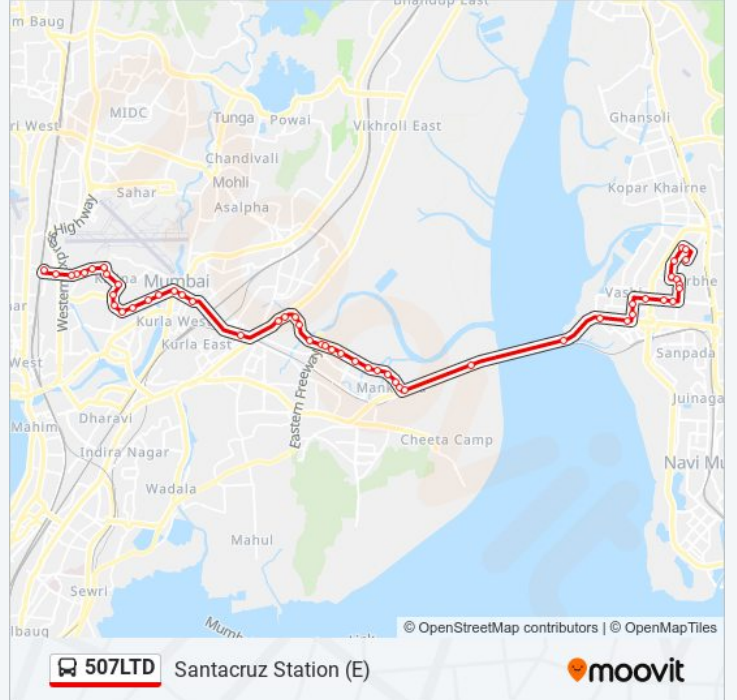 Bhandup East
m Baug
MIDC
Tunga
Powai
Ghansoli
ri West
Vikhroli East
Chandivali
Mohli
Sahar
Kopar Khairne
Asalpha
Highway
Western Express
Mumbai
Vashi
Kurla West
Kurla East
West
Sanpada
Eastern Freeway
Mank
Juinaga
Mahim
Dharavi
Cheeta Camp
Indira Nagar
Navi Mu
Wadala
Mahul
Sewri
lbaug
Mumb
© OpenStreetMap contributors | © OpenMapTiles
507LTD
Santacruz Station (E)
moovit